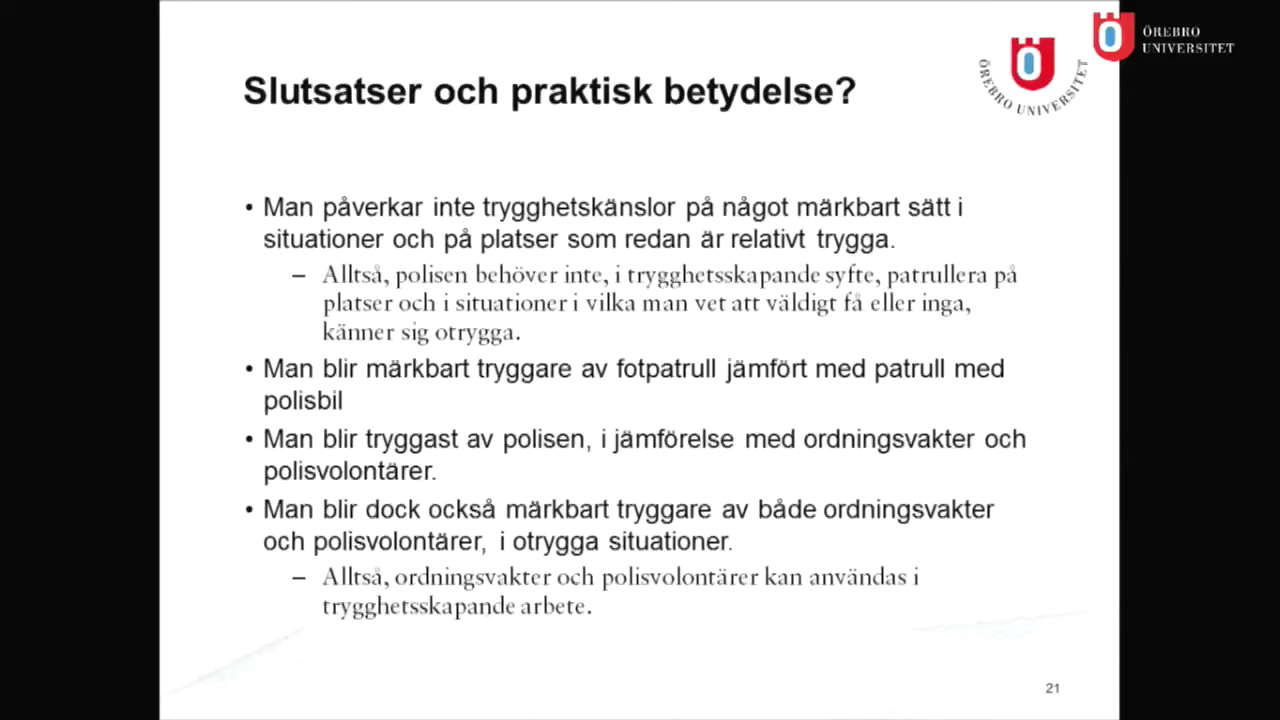 ÖREBRO
UNIVERSITET
ÖREBRO UNIVERSITET
Slutsatser och praktisk betydelse?
• Man påverkar inte trygghetskänslor på något märkbart sätt i
situationer och på platser som redan är relativt trygga.
– Alltså, polisen behöver inte, i trygghetsskapande syfte, patrullera på
platser och i situationer i vilka man vet att väldigt få eller inga,
känner sig otrygga.
• Man blir märkbart tryggare av fotpatrull jämfört med patrull med
polisbil
• Man blir tryggast av polisen, i jämförelse med ordningsvakter och
polisvolontärer.
• Man blir dock också märkbart tryggare av både ordningsvakter
och polisvolontärer, i otrygga situationer.
– Alltså, ordningsvakter och polisvolontärer kan användas i
trygghetsskapande arbete.
21